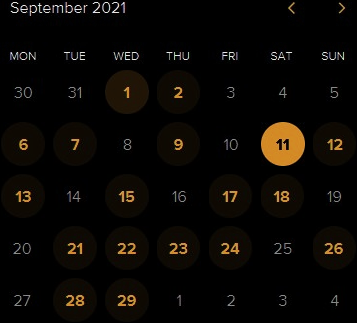 September 2021 < >
MON TUE WED THU FRI SAT SUN
30 31 1 2 3 4 5
6 7 8 9 10 11 12
13 14 15 16 17 18 19
20 21 22 23 24 25 26
27 28 29 1 2 3 4